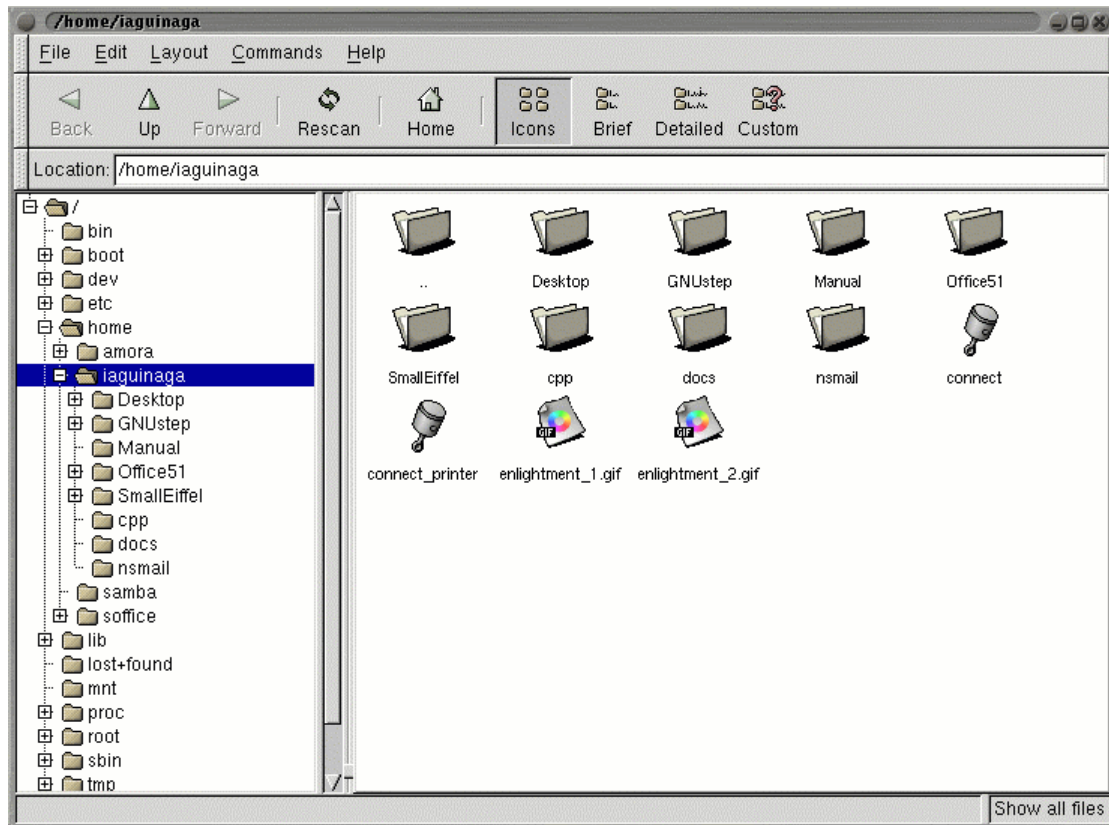 /home/iaguinaga
File Edit Layout Commands Help
Back Up Forward Rescan Home Icons Brief Detailed Custom
Location: /home/iaguinaga
/
bin
boot
dev
etc
home
amora
iaguinaga
Desktop
GNUstep
Manual
Office51
SmallEiffel
cpp
docs
nsmail
samba
soffice
lib
lost+found
mnt
proc
root
sbin
tmp
.. Desktop GNUstep Manual Office51
SmallEiffel cpp docs nsmail connect
GIF GIF
connect_printer enlightment_1.gif enlightment_2.gif
Show all files